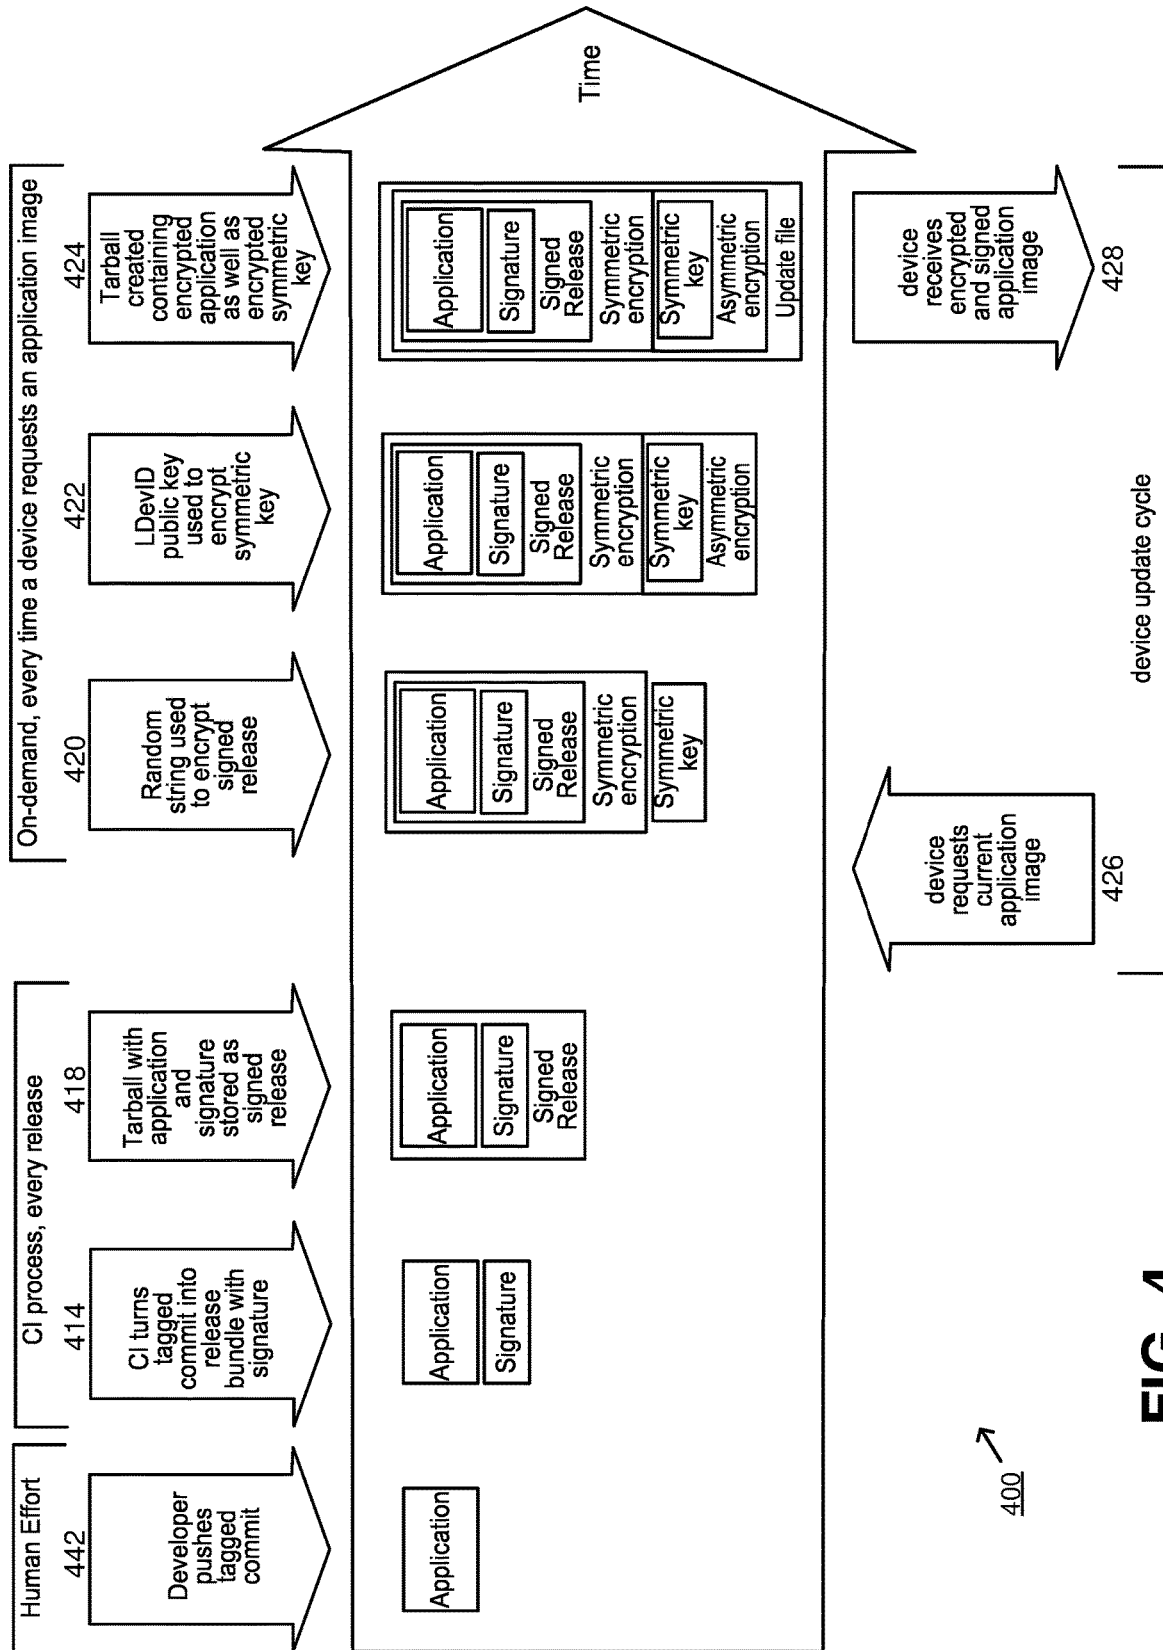 Human Effort
CI process, every release
On-demand, every time a device requests an application image
442
414
418
420
422
424
Developer
pushes
tagged
commit
CI turns
tagged
commit into
release
bundle with
signature
Tarball with
application
and
signature
stored as
signed
release
Random
string used
to encrypt
signed
release
LDevID
public key
used to
encrypt
symmetric
key
Tarball
created
containing
encrypted
application
as well as
encrypted
symmetric
key
Application
Application
Signature
Application
Signature
Signed
Release
Application
Signature
Signed
Release
Symmetric
encryption
Symmetric
key
Application
Signature
Signed
Release
Symmetric
encryption
Symmetric
key
Asymmetric
encryption
Application
Signature
Signed
Release
Symmetric
encryption
Symmetric
key
Asymmetric
encryption
Update file
Time
device
requests
current
application
image
426
device
receives
encrypted
and signed
application
image
428
400
device update cycle
FIG. 4